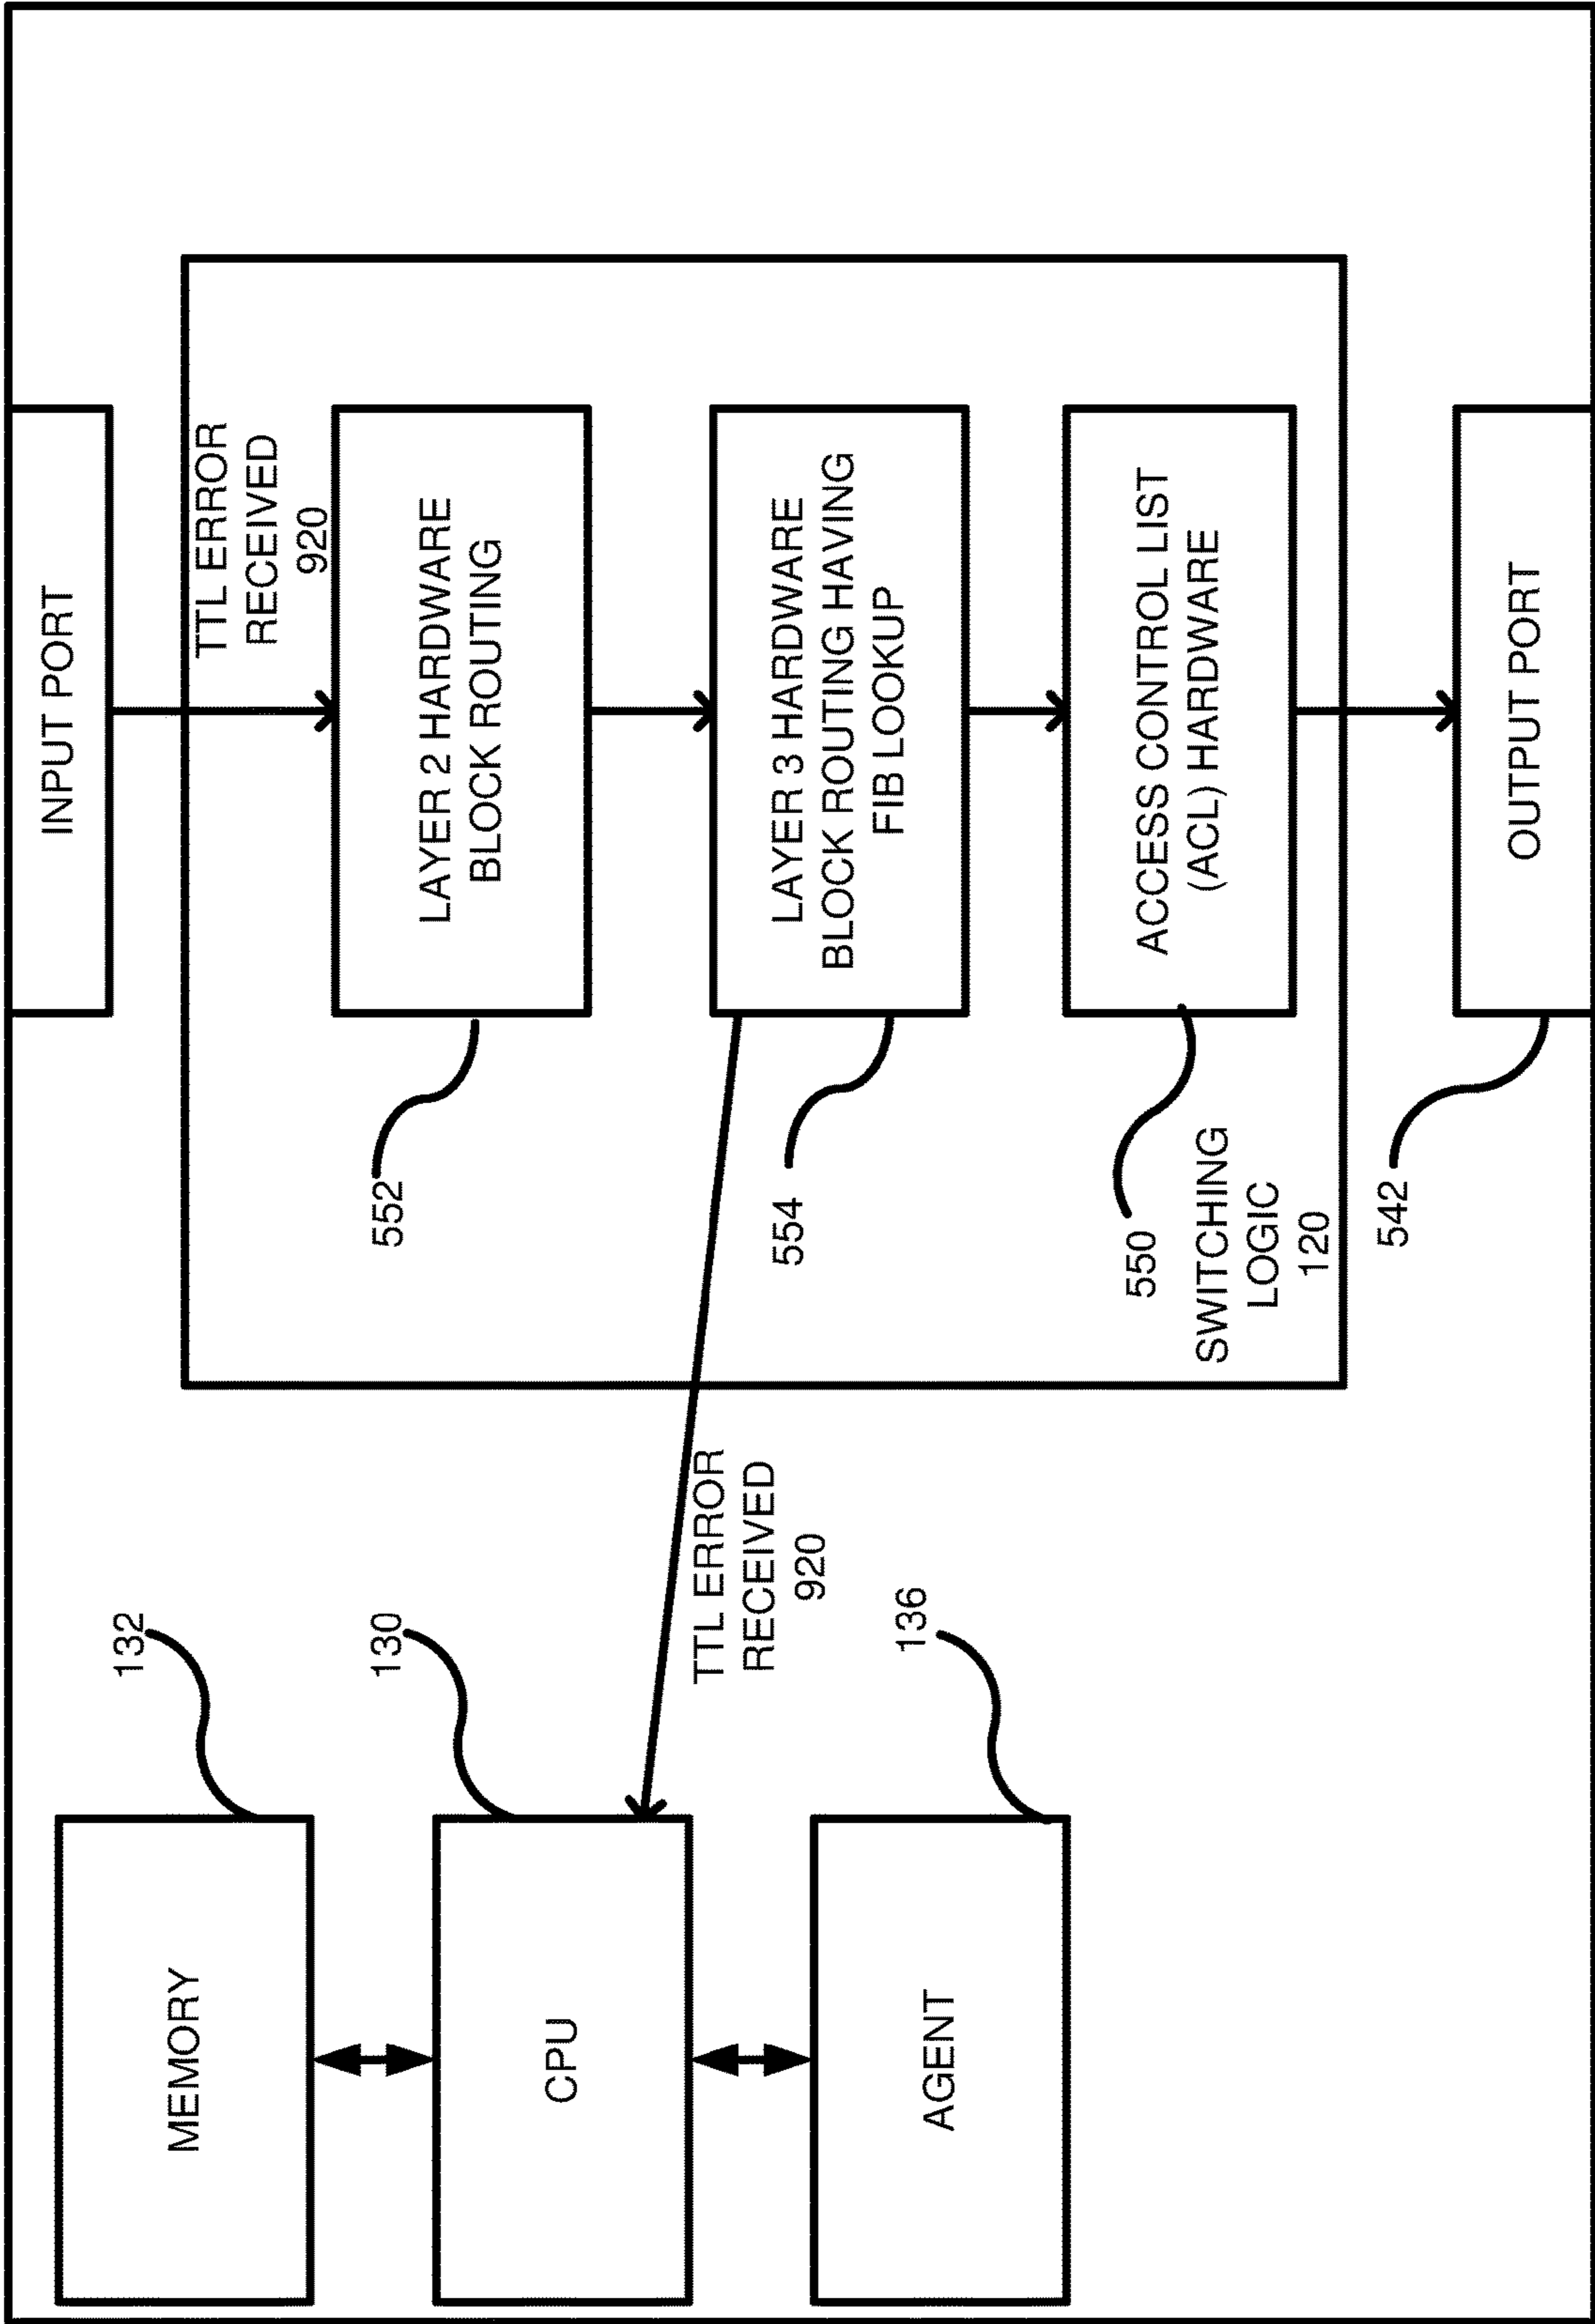 INPUT PORT
TTL ERROR
RECEIVED
920
LAYER 2 HARDWARE
BLOCK ROUTING
552
LAYER 3 HARDWARE
BLOCK ROUTING HAVING
FIB LOOKUP
554
ACCESS CONTROL LIST
(ACL) HARDWARE
550
SWITCHING
LOGIC
120
OUTPUT PORT
542
MEMORY
132
CPU
130
TTL ERROR
RECEIVED
920
AGENT
136